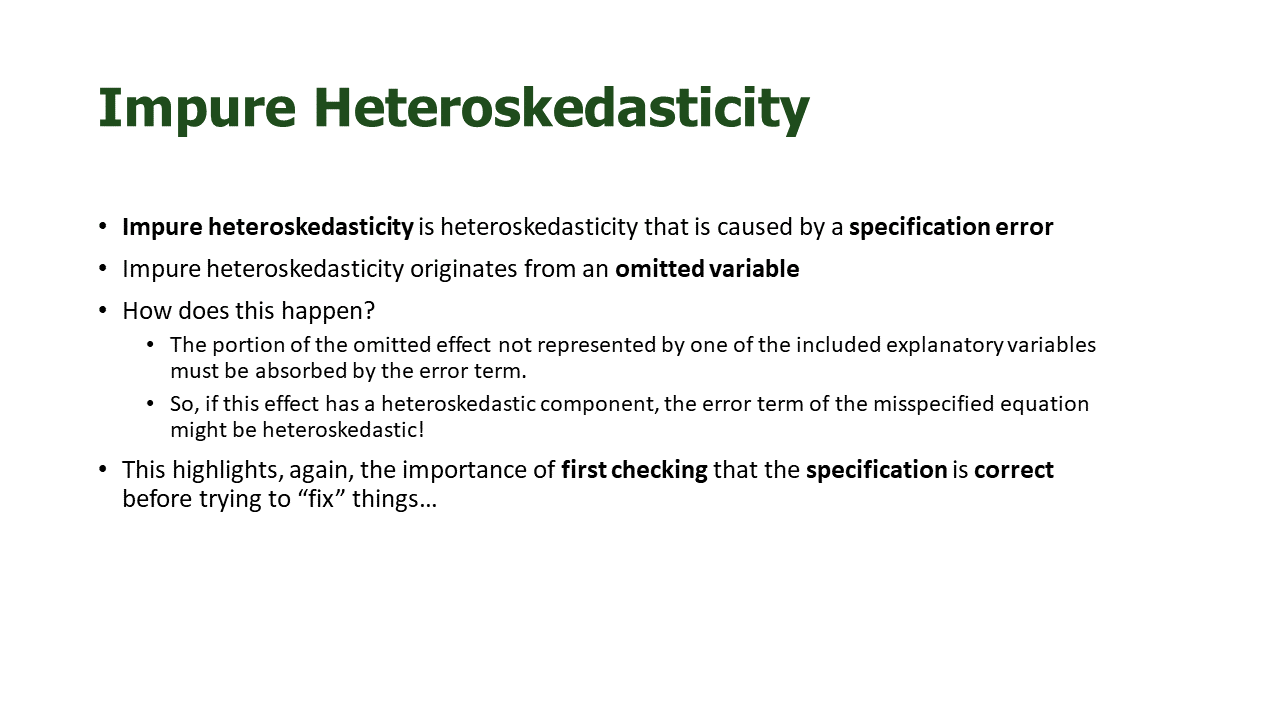 Impure Heteroskedasticity
• Impure heteroskedasticity is heteroskedasticity that is caused by a specification error
• Impure heteroskedasticity originates from an omitted variable
• How does this happen?
• The portion of the omitted effect not represented by one of the included explanatory variables
must be absorbed by the error term.
• So, if this effect has a heteroskedastic component, the error term of the misspecified equation
might be heteroskedastic!
• This highlights, again, the importance of first checking that the specification is correct
before trying to “fix” things…